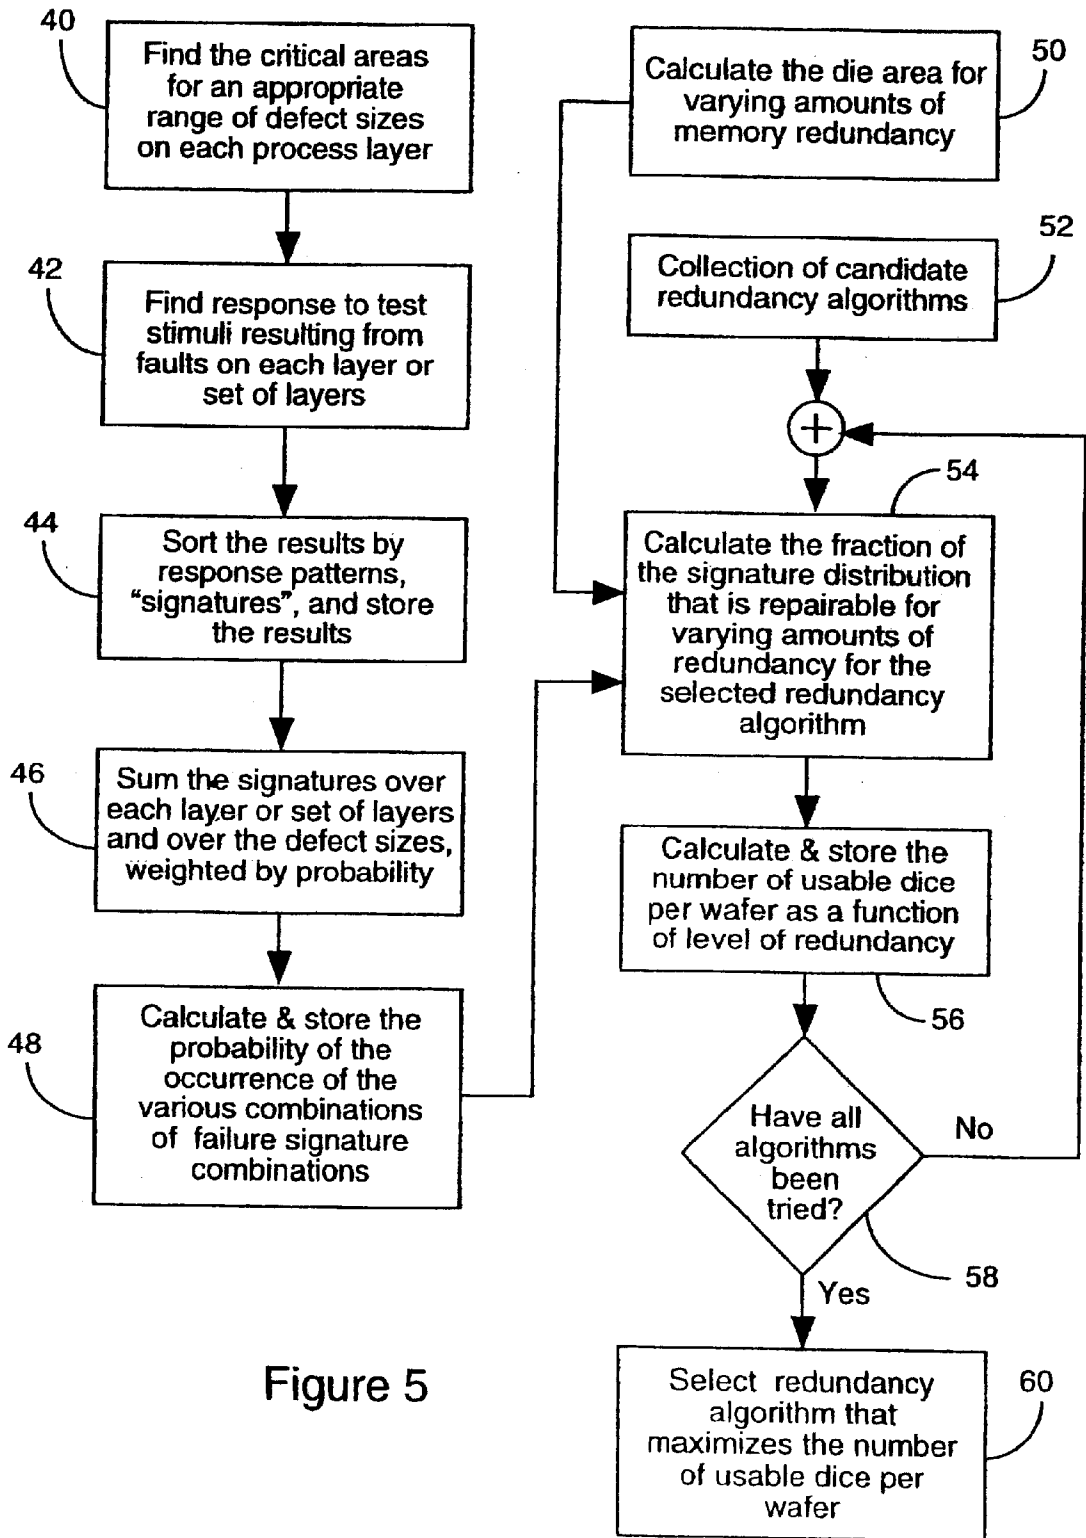 40
Find the critical areas
for an appropriate
range of defect sizes
on each process layer
42
Find response to test
stimuli resulting from
faults on each layer or
set of layers
44
Sort the results by
response patterns,
“signatures”, and store
the results
46
Sum the signatures over
each layer or set of layers
and over the defect sizes,
weighted by probability
48
Calculate & store the
probability of the
occurrence of the
various combinations
of failure signature
combinations
50
Calculate the die area for
varying amounts of
memory redundancy
52
Collection of candidate
redundancy algorithms
+
54
Calculate the fraction of
the signature distribution
that is repairable for
varying amounts of
redundancy for the
selected redundancy
algorithm
Calculate & store the
number of usable dice
per wafer as a function
of level of redundancy
56
Have all
algorithms
been
tried?
No
58
Yes
60
Select redundancy
algorithm that
maximizes the number
of usable dice per
wafer
Figure 5